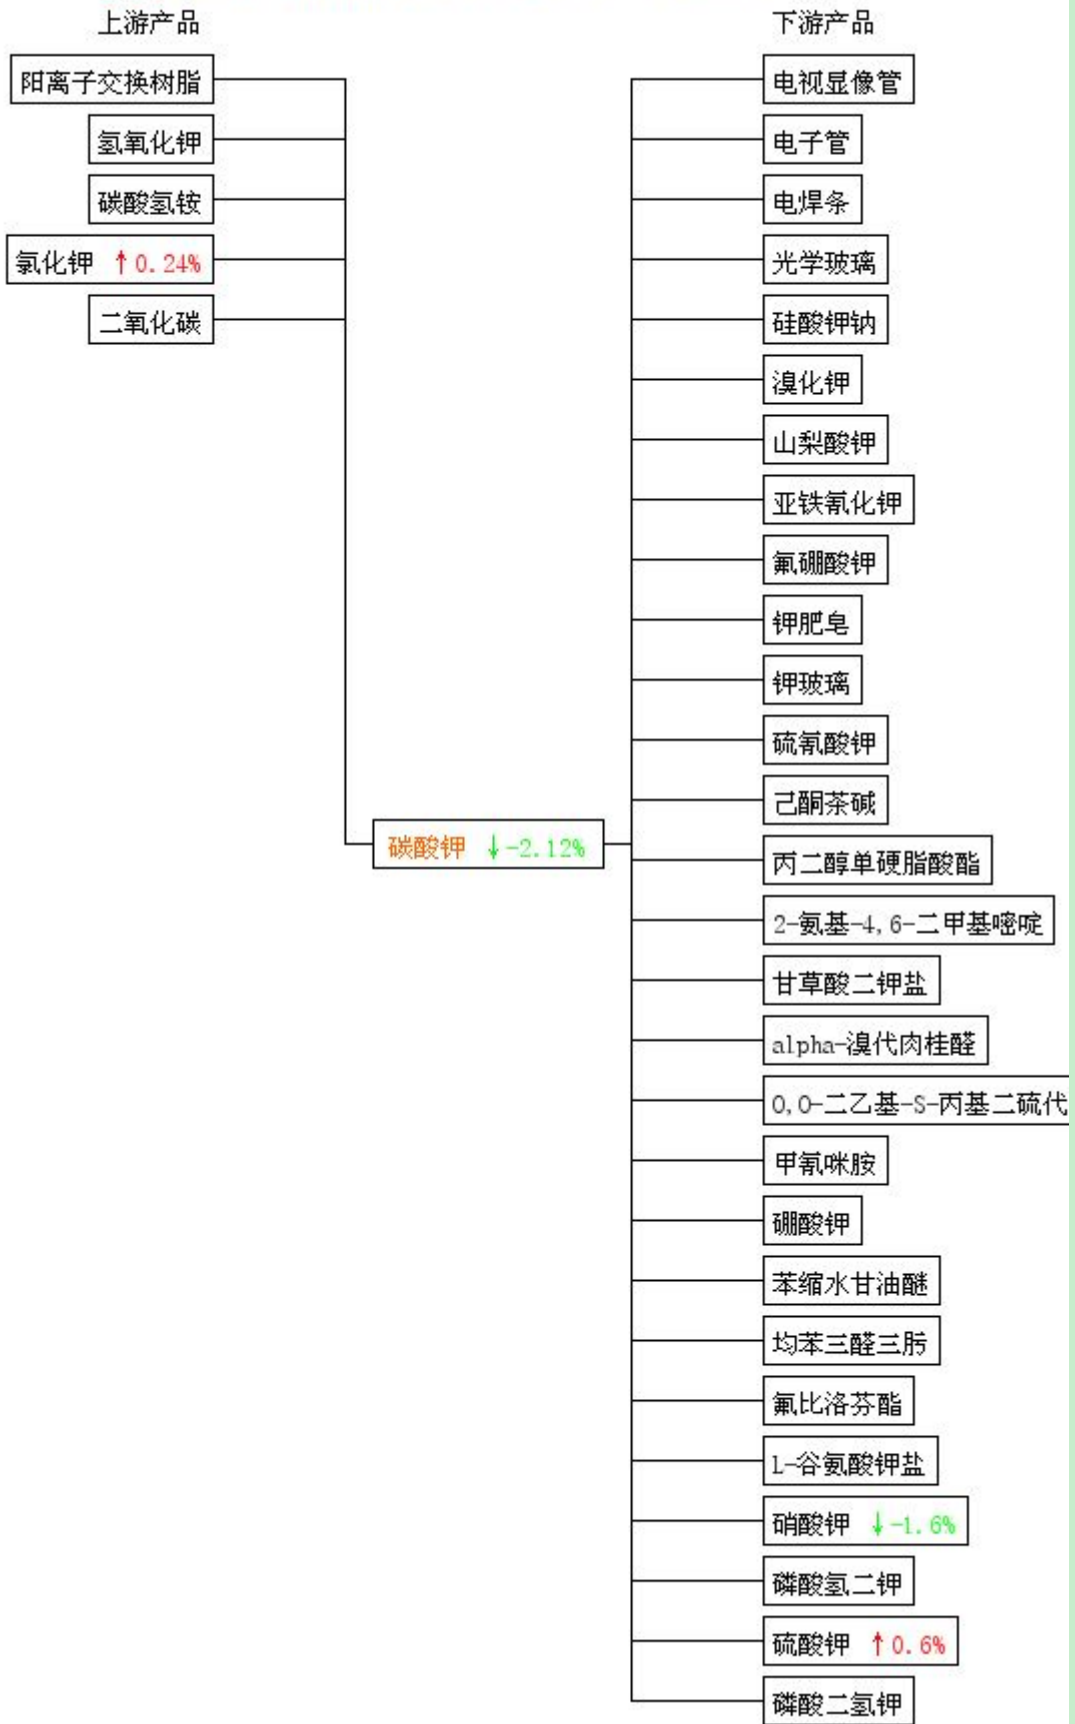 上游产品
下游产品
阳离子交换树脂
氢氧化钾
碳酸氢铵
氯化钾 ↑0.24%
二氧化碳
碳酸钾 ↓-2.12%
电视显像管
电子管
电焊条
光学玻璃
硅酸钾钠
溴化钾
山梨酸钾
亚铁氰化钾
氟硼酸钾
钾肥皂
钾玻璃
硫氰酸钾
己酮茶碱
丙二醇单硬脂酸酯
2-氨基-4,6-二甲基嘧啶
甘草酸二钾盐
alpha-溴代肉桂醛
O,O-二乙基-S-丙基二硫代
甲氰咪胺
硼酸钾
苯缩水甘油醚
均苯三醛三肟
氟比洛芬酯
L-谷氨酸钾盐
硝酸钾 ↓-1.6%
磷酸氢二钾
硫酸钾 ↑0.6%
磷酸二氢钾